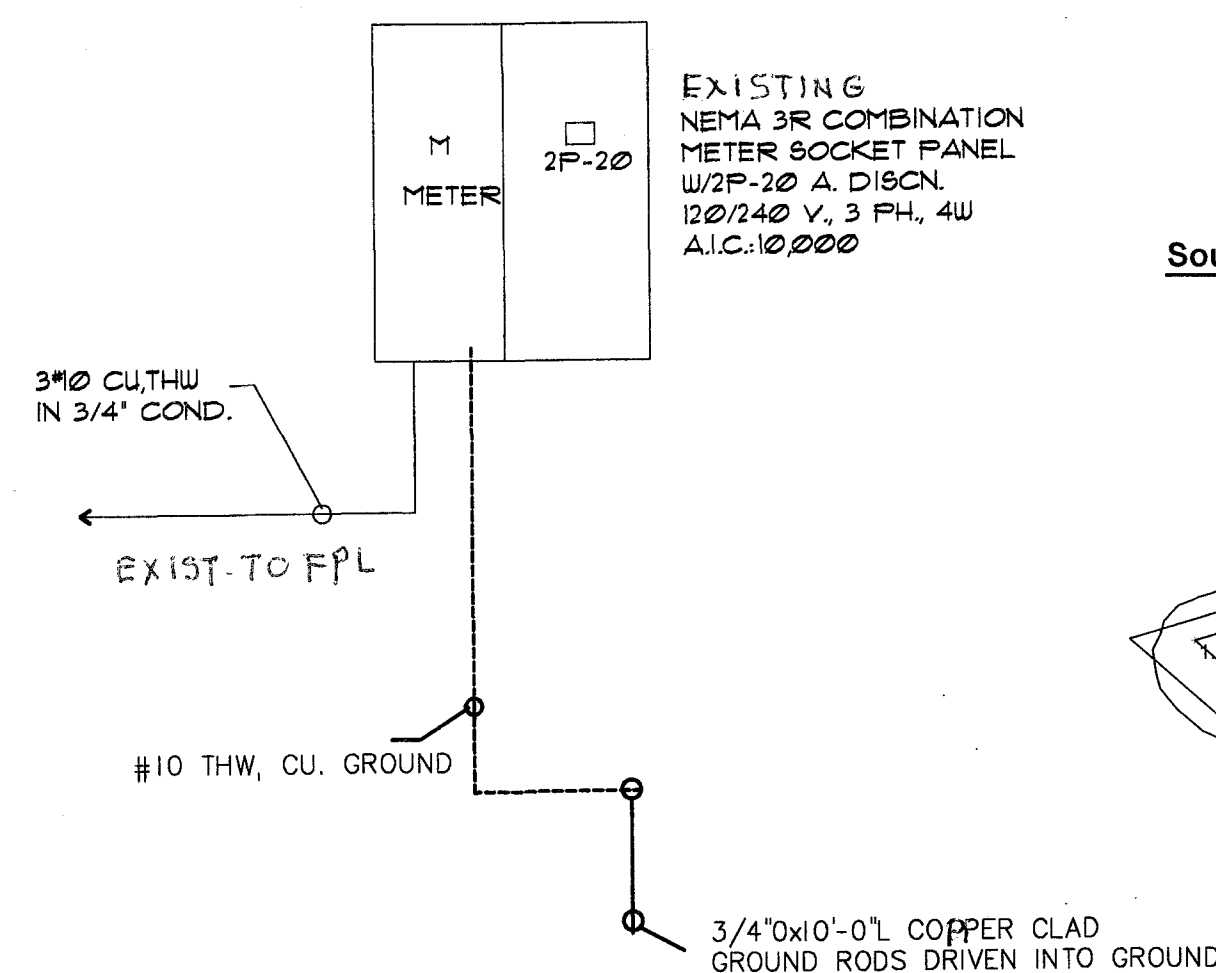 EXISTING
NEMA 3R COMBINATION
METER SOCKET PANEL
W/2P-20 A. DISCN.
120/240 V., 3 PH., 4W
A.I.C.:10,000
M
METER
2P-20
3#10 CU,THW
IN 3/4" COND.
EXIST-TO FPL
#10 THW, CU. GROUND
3/4"0x10'-0"L COPPER CLAD
GROUND RODS DRIVEN INTO GROUND
Sou